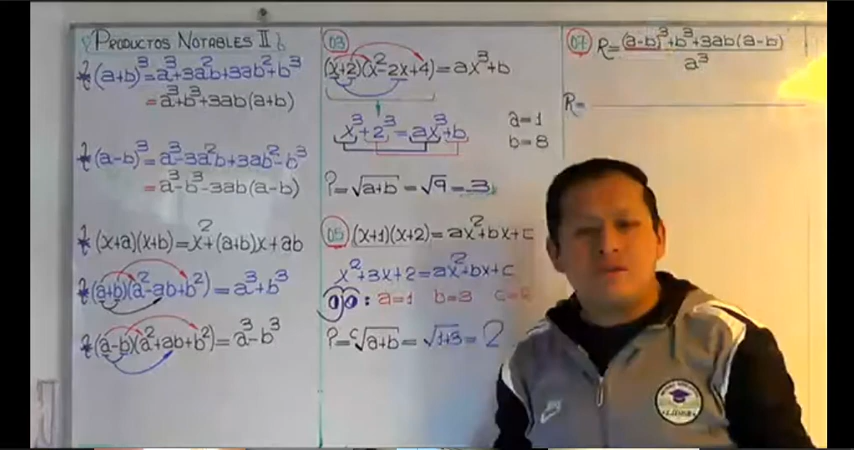 PRODUCTOS NOTABLES II
* (a+b)³=a³+3a²b+3ab²+b³
=a³+b³+3ab(a+b)
* (a-b)³=a³-3a²b+3ab²-b³
=a³-b³-3ab(a-b)
* (x+a)(x+b)=x²+(a+b)x+ab
* (a+b)(a²-ab+b²)=a³+b³
* (a-b)(a²+ab+b²)=a³-b³
03
(x+2)(x²-2x+4)=ax³+b
x³+2³=ax³+b
a=1
b=8
P=√a+b=√9=3
05 (x+1)(x+2)=ax²+bx+c
x²+3x+2=ax²+bx+c
: a=1 b=3 c=
P=ᶜ√a+b=√1+3=2
07 R=(a-b)³+b³+3ab(a-b)
a³
R=